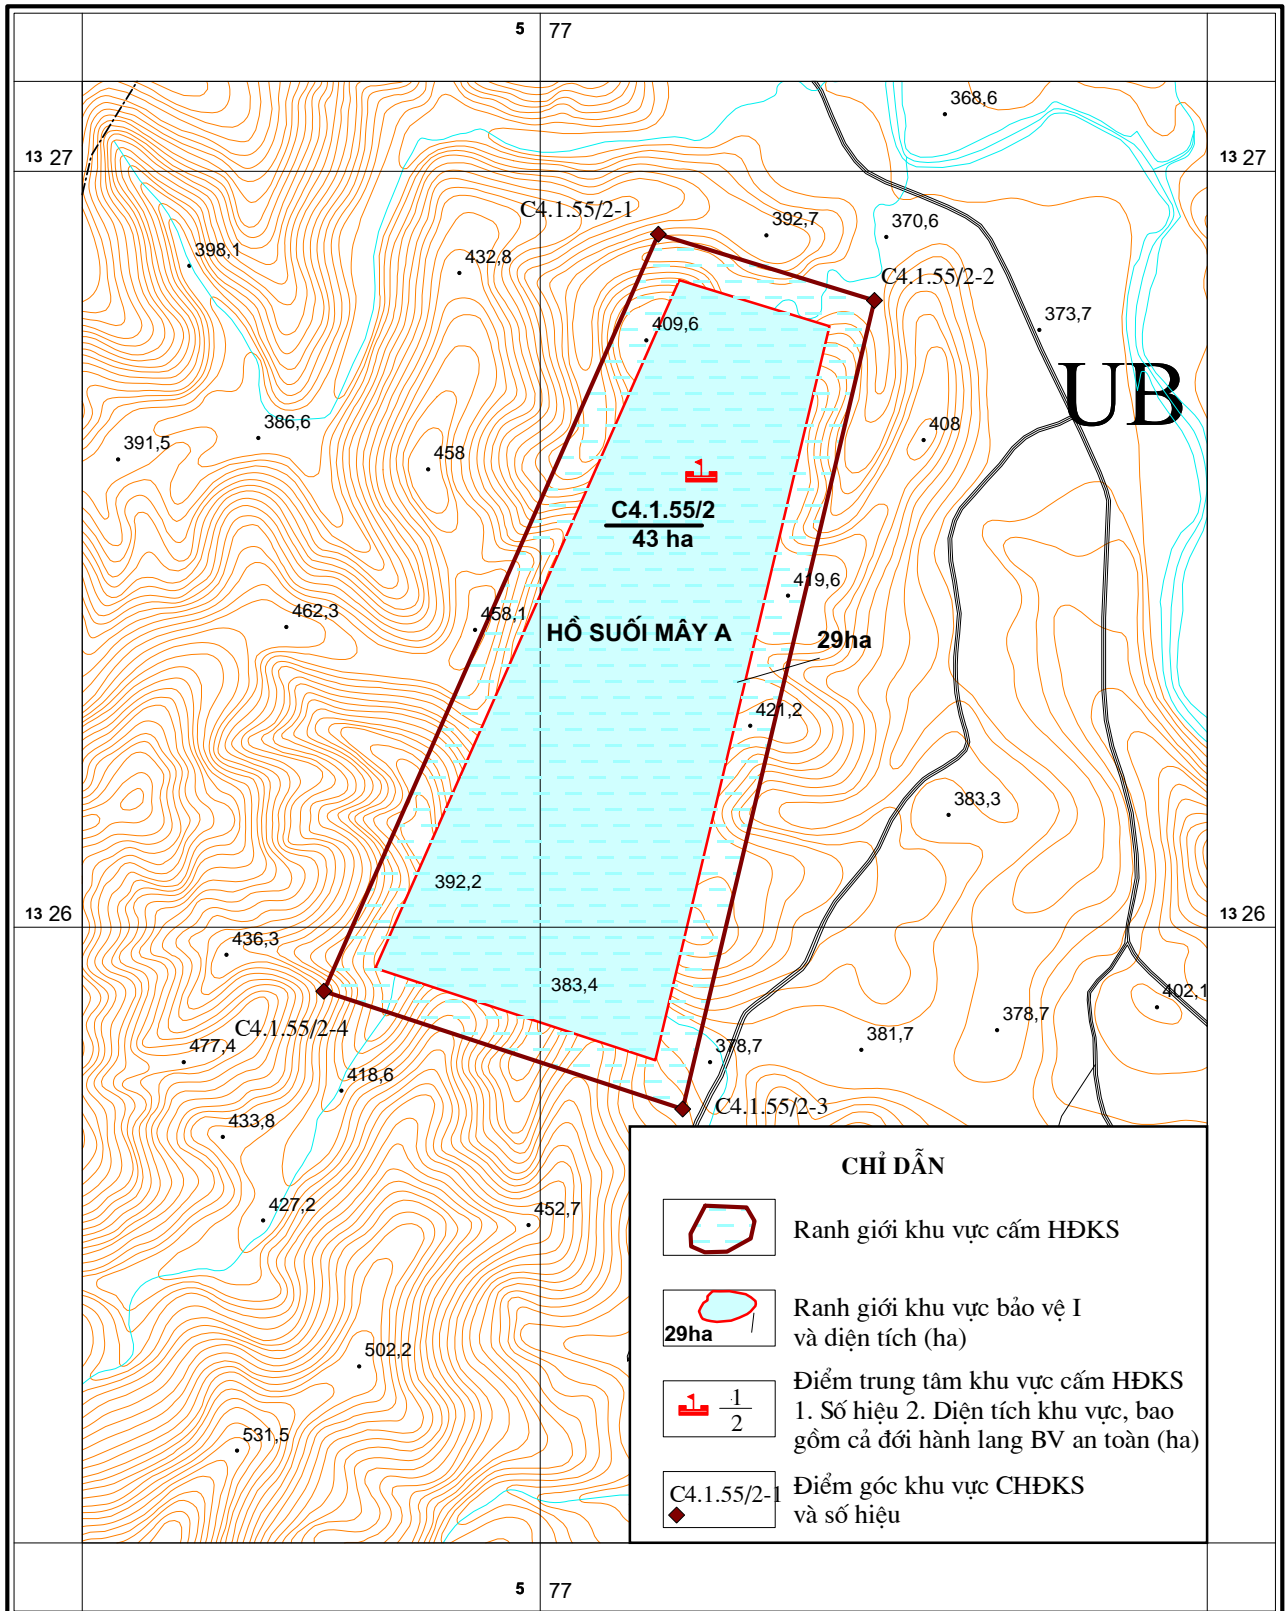 5 77
368,6
13 27
13 27
C4.1.55/2-1
392,7
370,6
398,1
432,8
C4.1.55/2-2
373,7
409,6
UB
386,6
408
391,5
458
C4.1.55/2
43 ha
419,6
462,3
458,1
HỒ SUỐI MÂY A
29ha
421,2
383,3
392,2
13 26
13 26
436,3
383,4
402,1
C4.1.55/2-4
378,7
477,4
378,7
381,7
418,6
C4.1.55/2-3
433,8
CHỈ DẪN
427,2
452,7
Ranh giới khu vực cấm HĐKS
29ha
Ranh giới khu vực bảo vệ I
và diện tích (ha)
502,2
1
2
Điểm trung tâm khu vực cấm HĐKS
1. Số hiệu 2. Diện tích khu vực, bao
gồm cả đới hành lang BV an toàn (ha)
531,5
C4.1.55/2-1
Điểm góc khu vực CHĐKS
và số hiệu
5 77